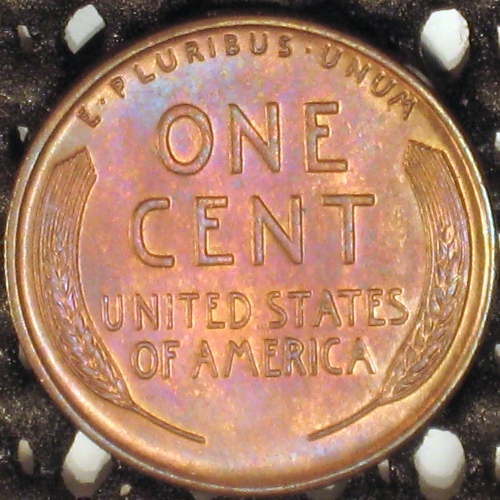 E·PLURIBUS·UNUM
ONE
CENT
UNITED STATES
OF AMERICA